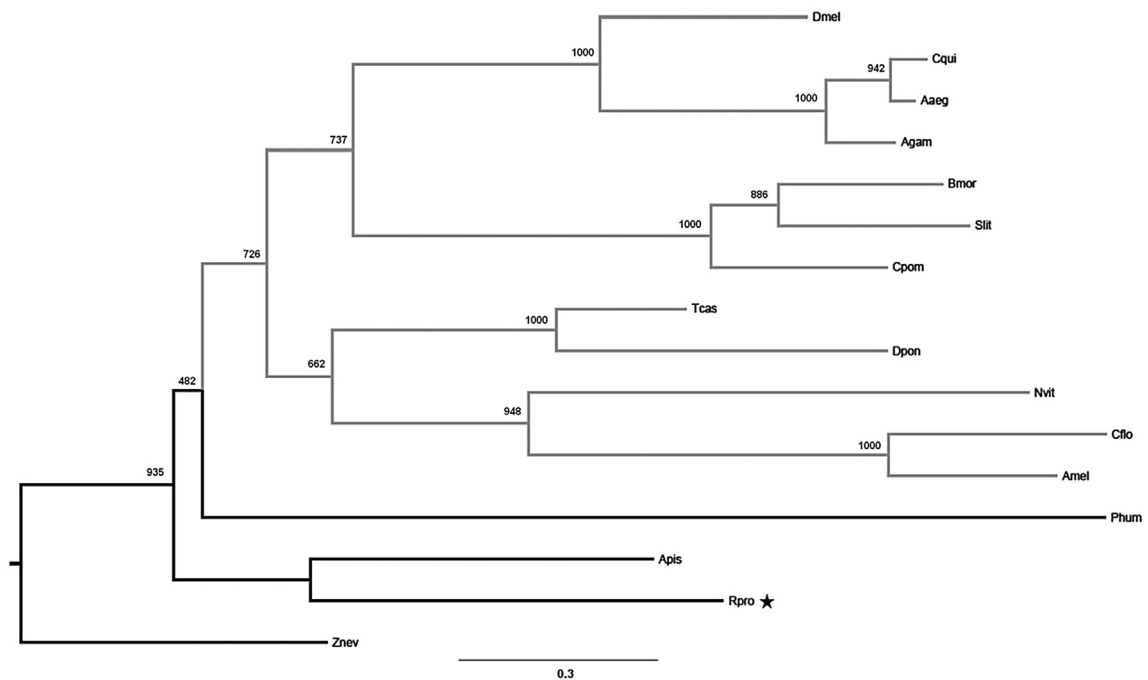 Dmel
1000
Cqui
942
Aaeg
1000
Agam
737
Bmor
886
Slit
1000
Cpom
726
Tcas
1000
Dpon
662
Nvit
948
Cflo
1000
Amel
482
935
Phum
Apis
Rpro ★
Znev
0.3